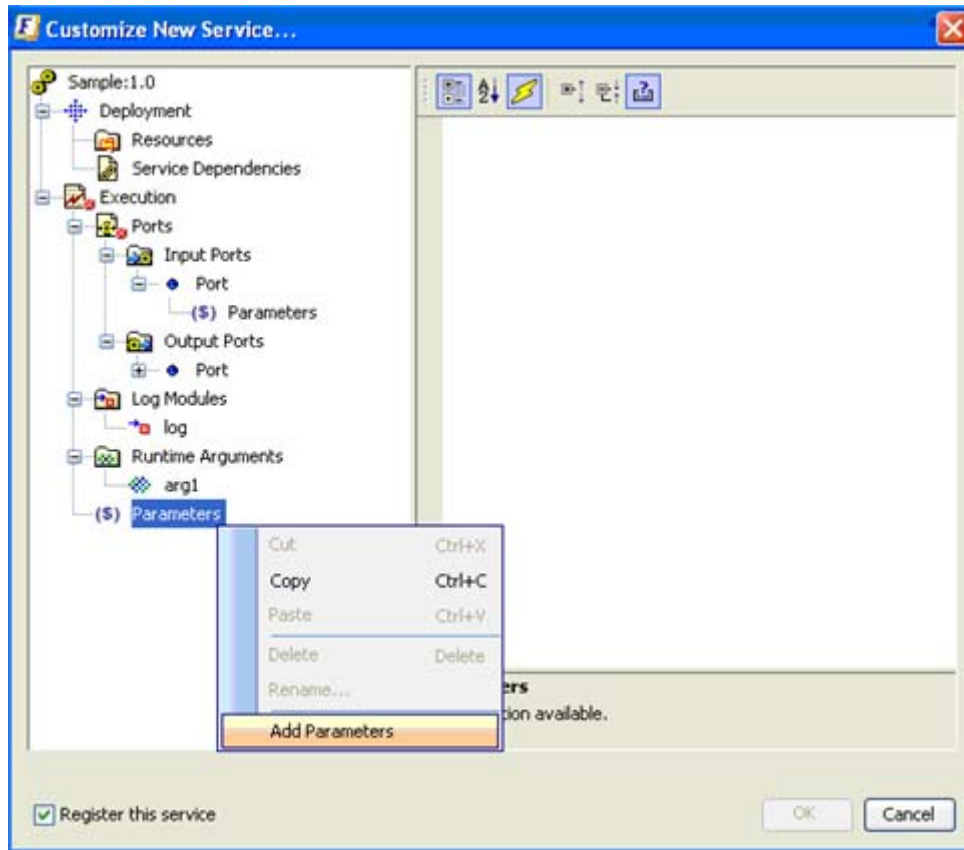 Customize New Service...
Sample:1.0
Deployment
Resources
Service Dependencies
Execution
Ports
Input Ports
Port
($) Parameters
Output Ports
Port
Log Modules
log
Runtime Arguments
arg1
($) Parameters
Cut Ctrl+X
Copy Ctrl+C
Paste Ctrl+V
Delete Delete
Rename...
Add Parameters
ers
ion available.
Register this service
OK
Cancel